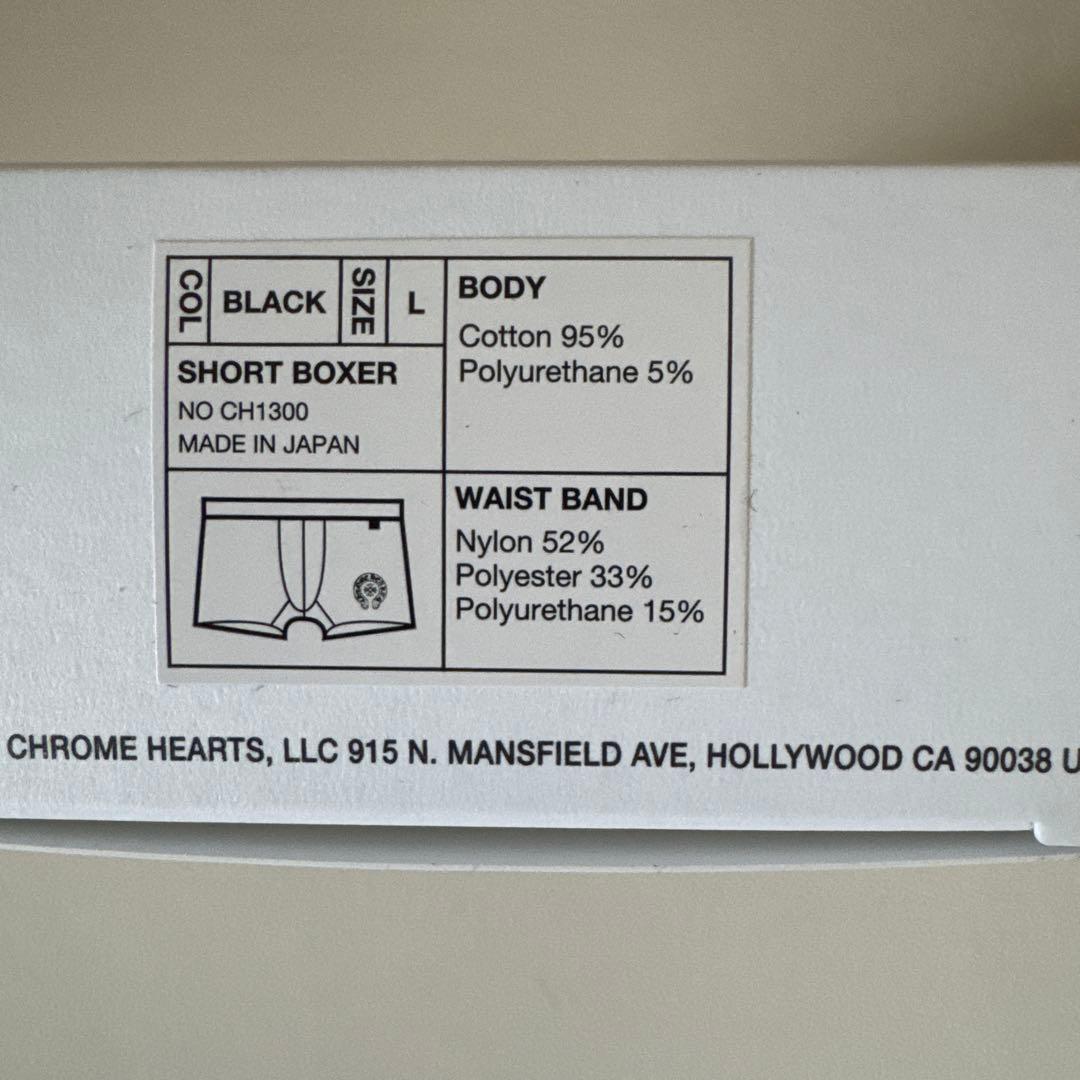 COL BLACK SIZE L
SHORT BOXER
NO CH1300
MADE IN JAPAN
BODY
Cotton 95%
Polyurethane 5%
WAIST BAND
Nylon 52%
Polyester 33%
Polyurethane 15%
CHROME HEARTS, LLC 915 N. MANSFIELD AVE, HOLLYWOOD CA 90038 U